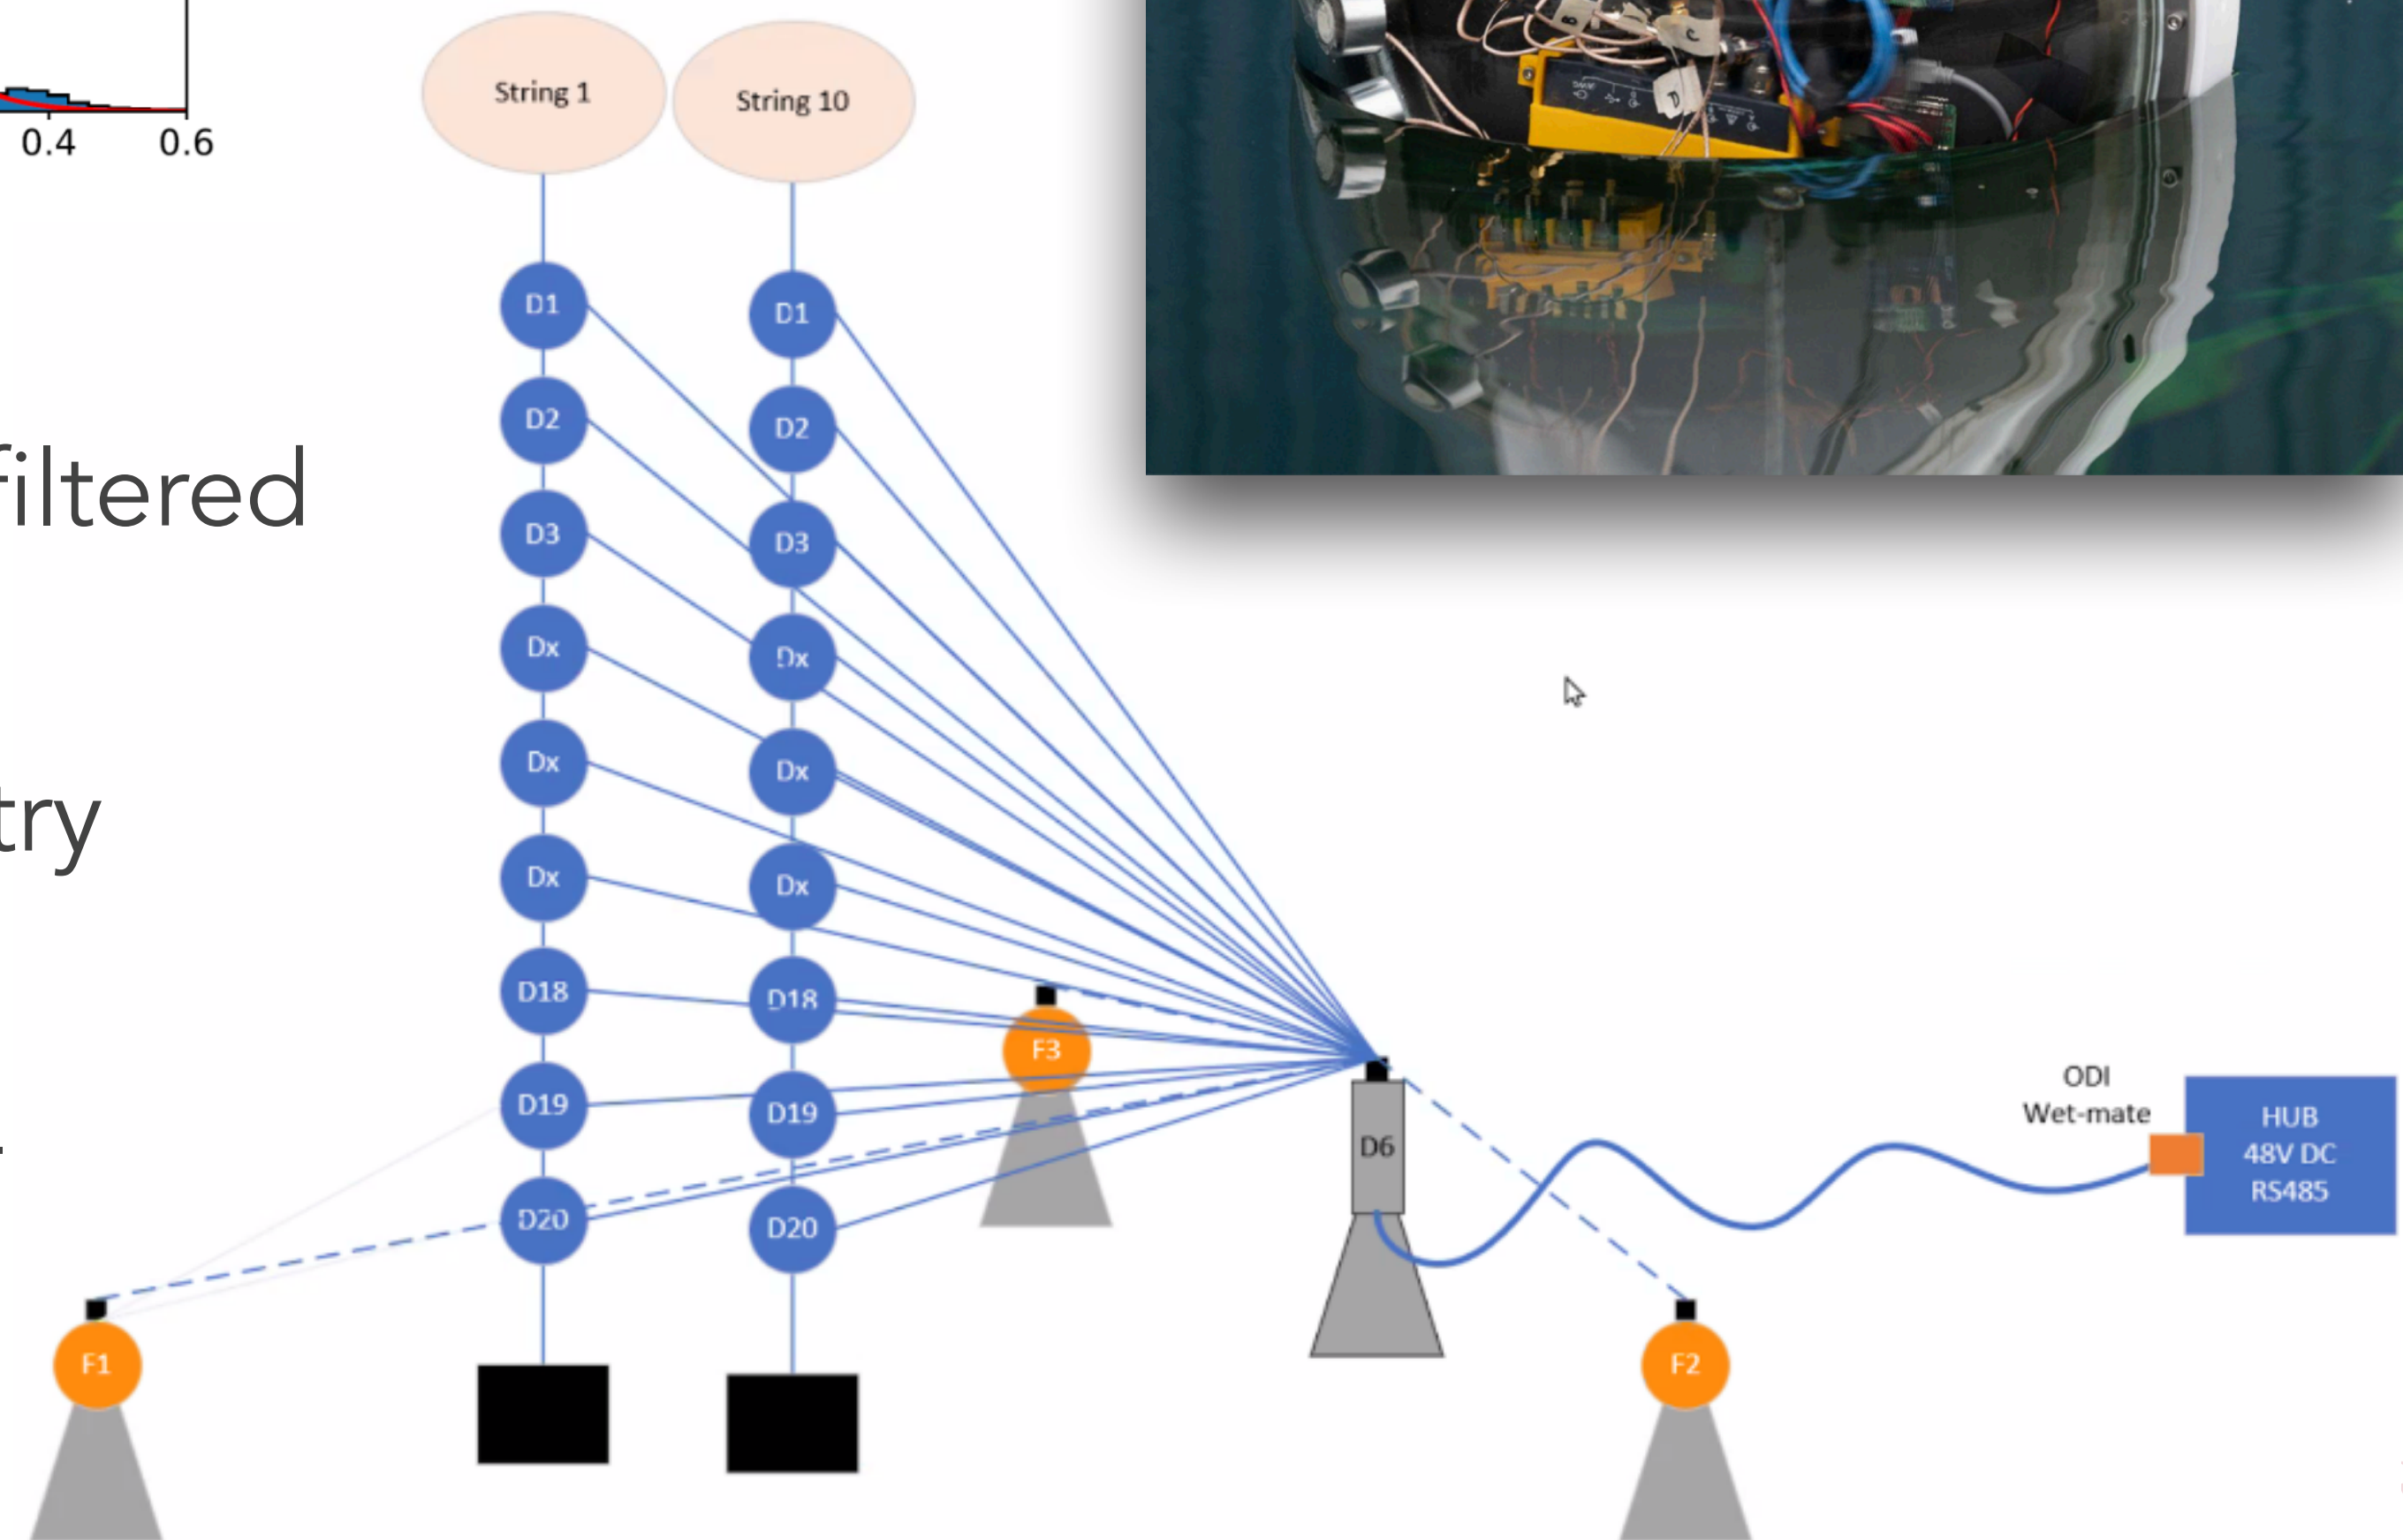 0.4 0.6
filtered
try
String 1
String 10
D1
D2
D3
Dx
Dx
Dx
D18
D19
D20
D1
D2
D3
Dx
Dx
Dx
D18
D19
D20
F3
F1
D6
F2
ODI
Wet-mate
HUB
48V DC
RS485
C